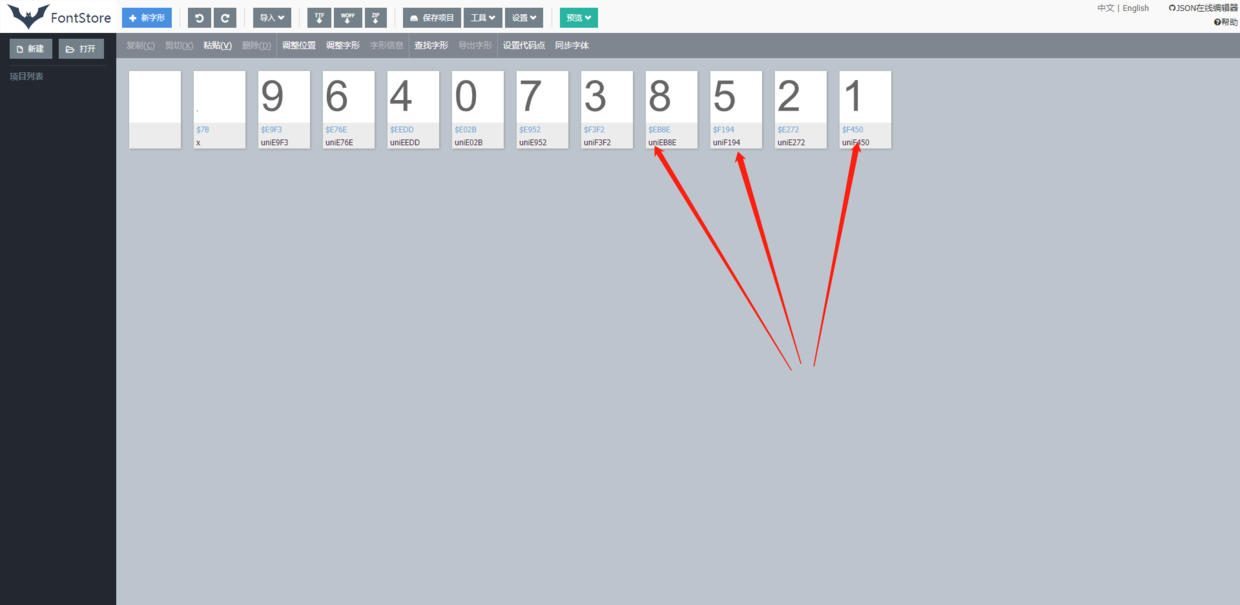 FontStore
新字形
导入
TTF
WOFF
ZIP
保存项目
工具
设置
预览
中文 | English
JSON在线编辑器
帮助
新建
打开
复制(C)
剪切(X)
粘贴(V)
删除(D)
调整位置
调整字形
字形信息
查找字形
导出字形
设置代码点
同步字体
项目列表
.
9
6
4
0
7
3
8
5
2
1
$78
$E9F3
$E76E
$EEDD
$E02B
$E952
$F3F2
$EB8E
$F194
$E272
$F450
x
uniE9F3
uniE76E
uniEEDD
uniE02B
uniE952
uniF3F2
uniEB8E
uniF194
uniE272
uniF450